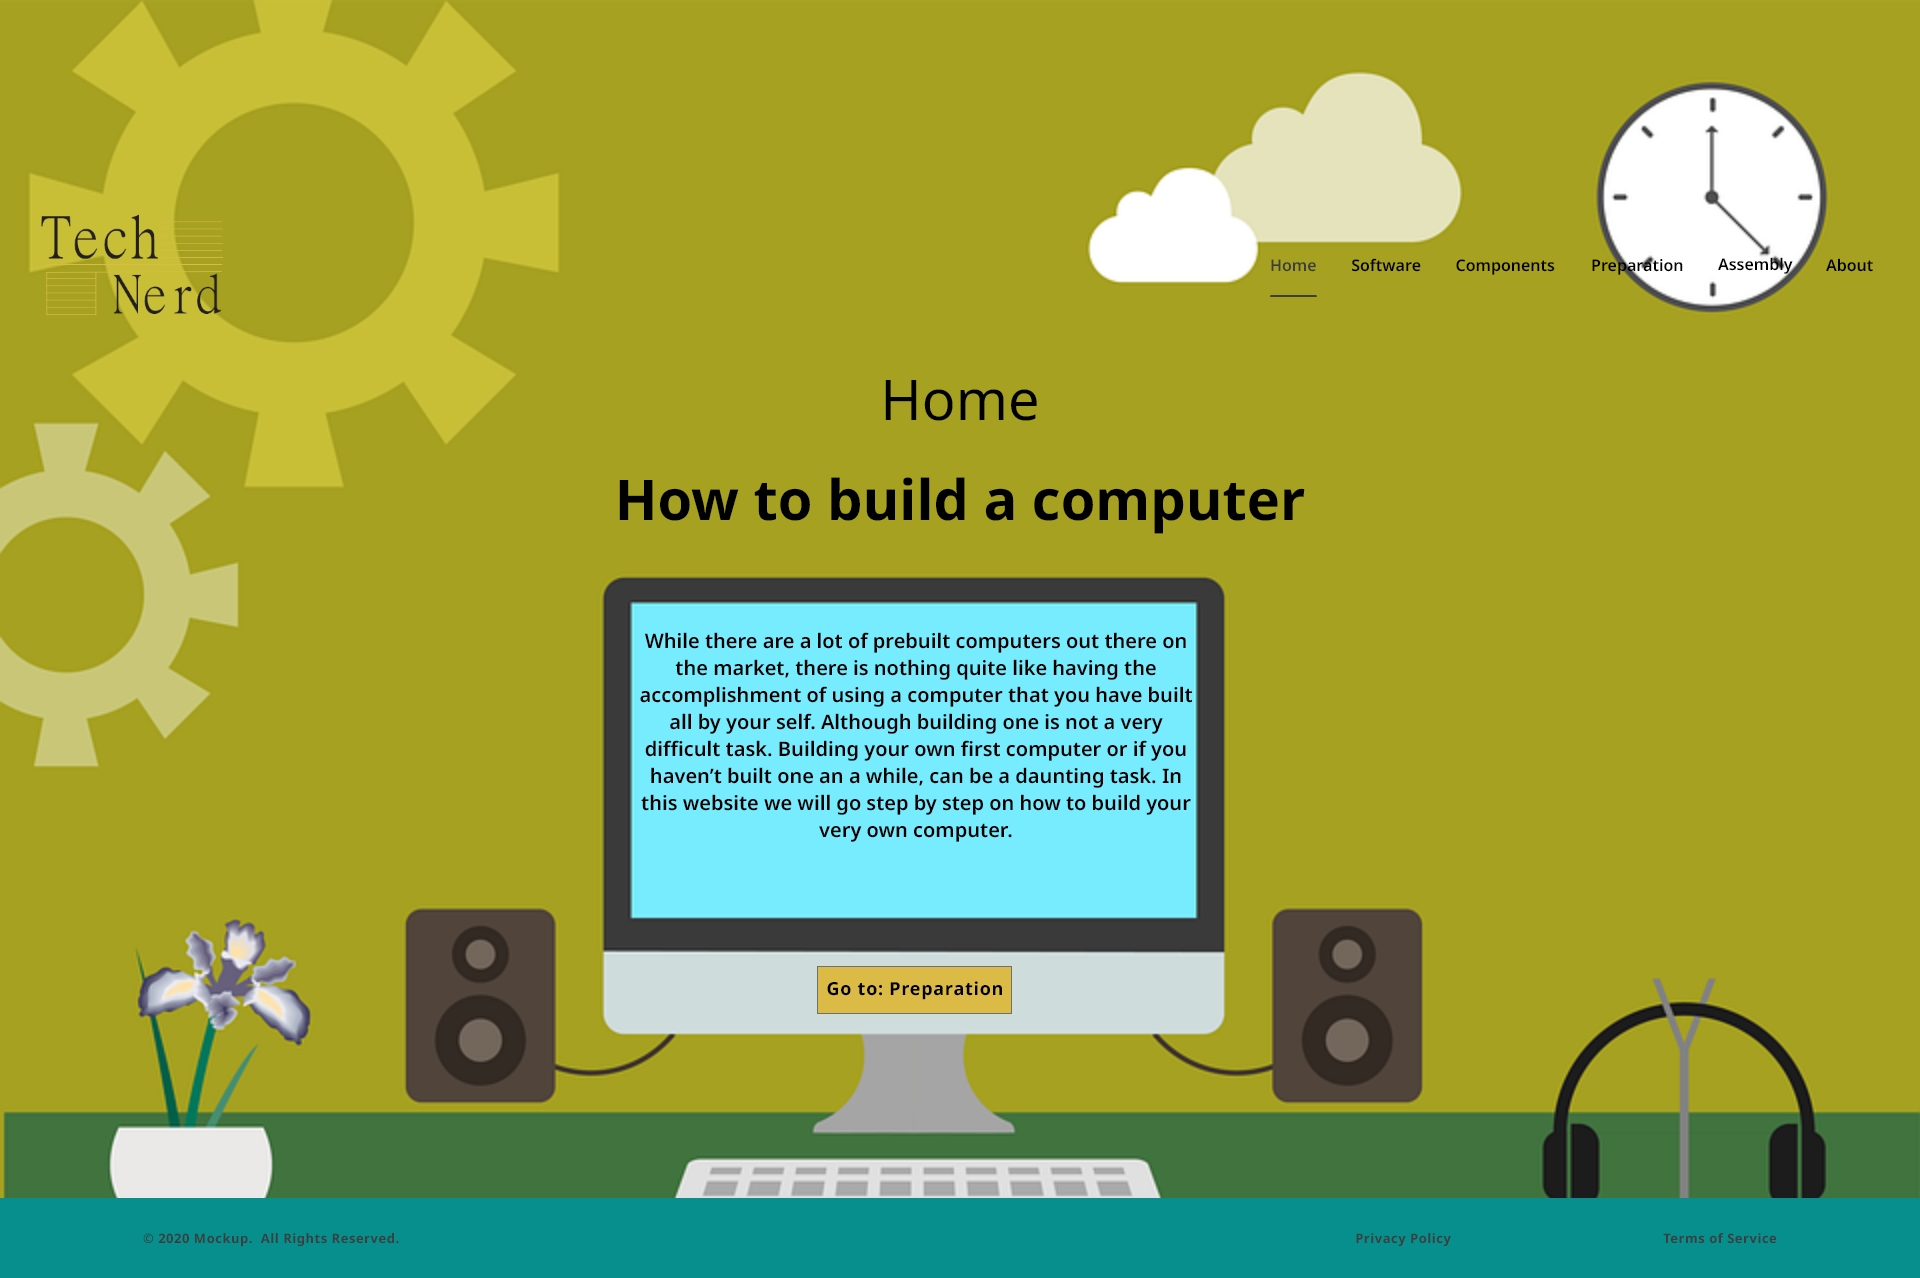 Tech
Nerd
Home Software Components Preparation Assembly About
Home
How to build a computer
While there are a lot of prebuilt computers out there on
the market, there is nothing quite like having the
accomplishment of using a computer that you have built
all by your self. Although building one is not a very
difficult task. Building your own first computer or if you
haven’t built one an a while, can be a daunting task. In
this website we will go step by step on how to build your
very own computer.
Go to: Preparation
© 2020 Mockup.  All Rights Reserved. Privacy Policy Terms of Service